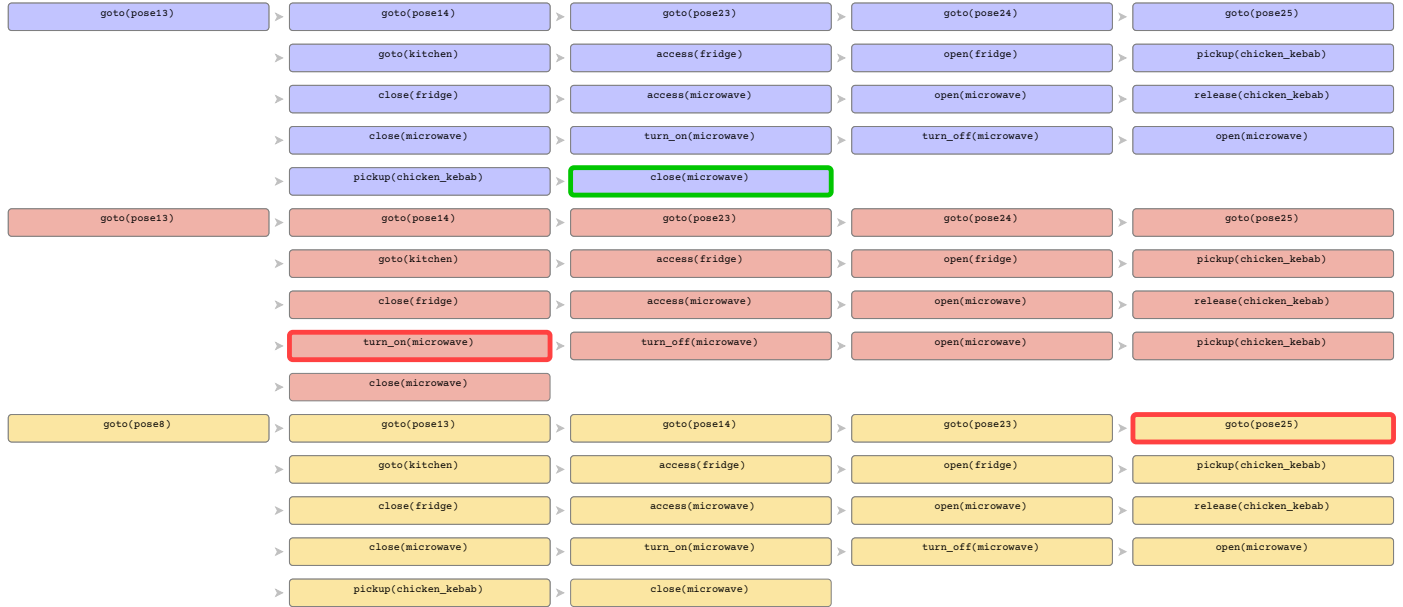 goto(pose13) goto(pose14) goto(pose23) goto(pose24) goto(pose25)
goto(kitchen) access(fridge) open(fridge) pickup(chicken_kebab)
close(fridge) access(microwave) open(microwave) release(chicken_kebab)
close(microwave) turn_on(microwave) turn_off(microwave) open(microwave)
pickup(chicken_kebab) close(microwave)
goto(pose13) goto(pose14) goto(pose23) goto(pose24) goto(pose25)
goto(kitchen) access(fridge) open(fridge) pickup(chicken_kebab)
close(fridge) access(microwave) open(microwave) release(chicken_kebab)
turn_on(microwave) turn_off(microwave) open(microwave) pickup(chicken_kebab)
close(microwave)
goto(pose8) goto(pose13) goto(pose14) goto(pose23) goto(pose25)
goto(kitchen) access(fridge) open(fridge) pickup(chicken_kebab)
close(fridge) access(microwave) open(microwave) release(chicken_kebab)
close(microwave) turn_on(microwave) turn_off(microwave) open(microwave)
pickup(chicken_kebab) close(microwave)